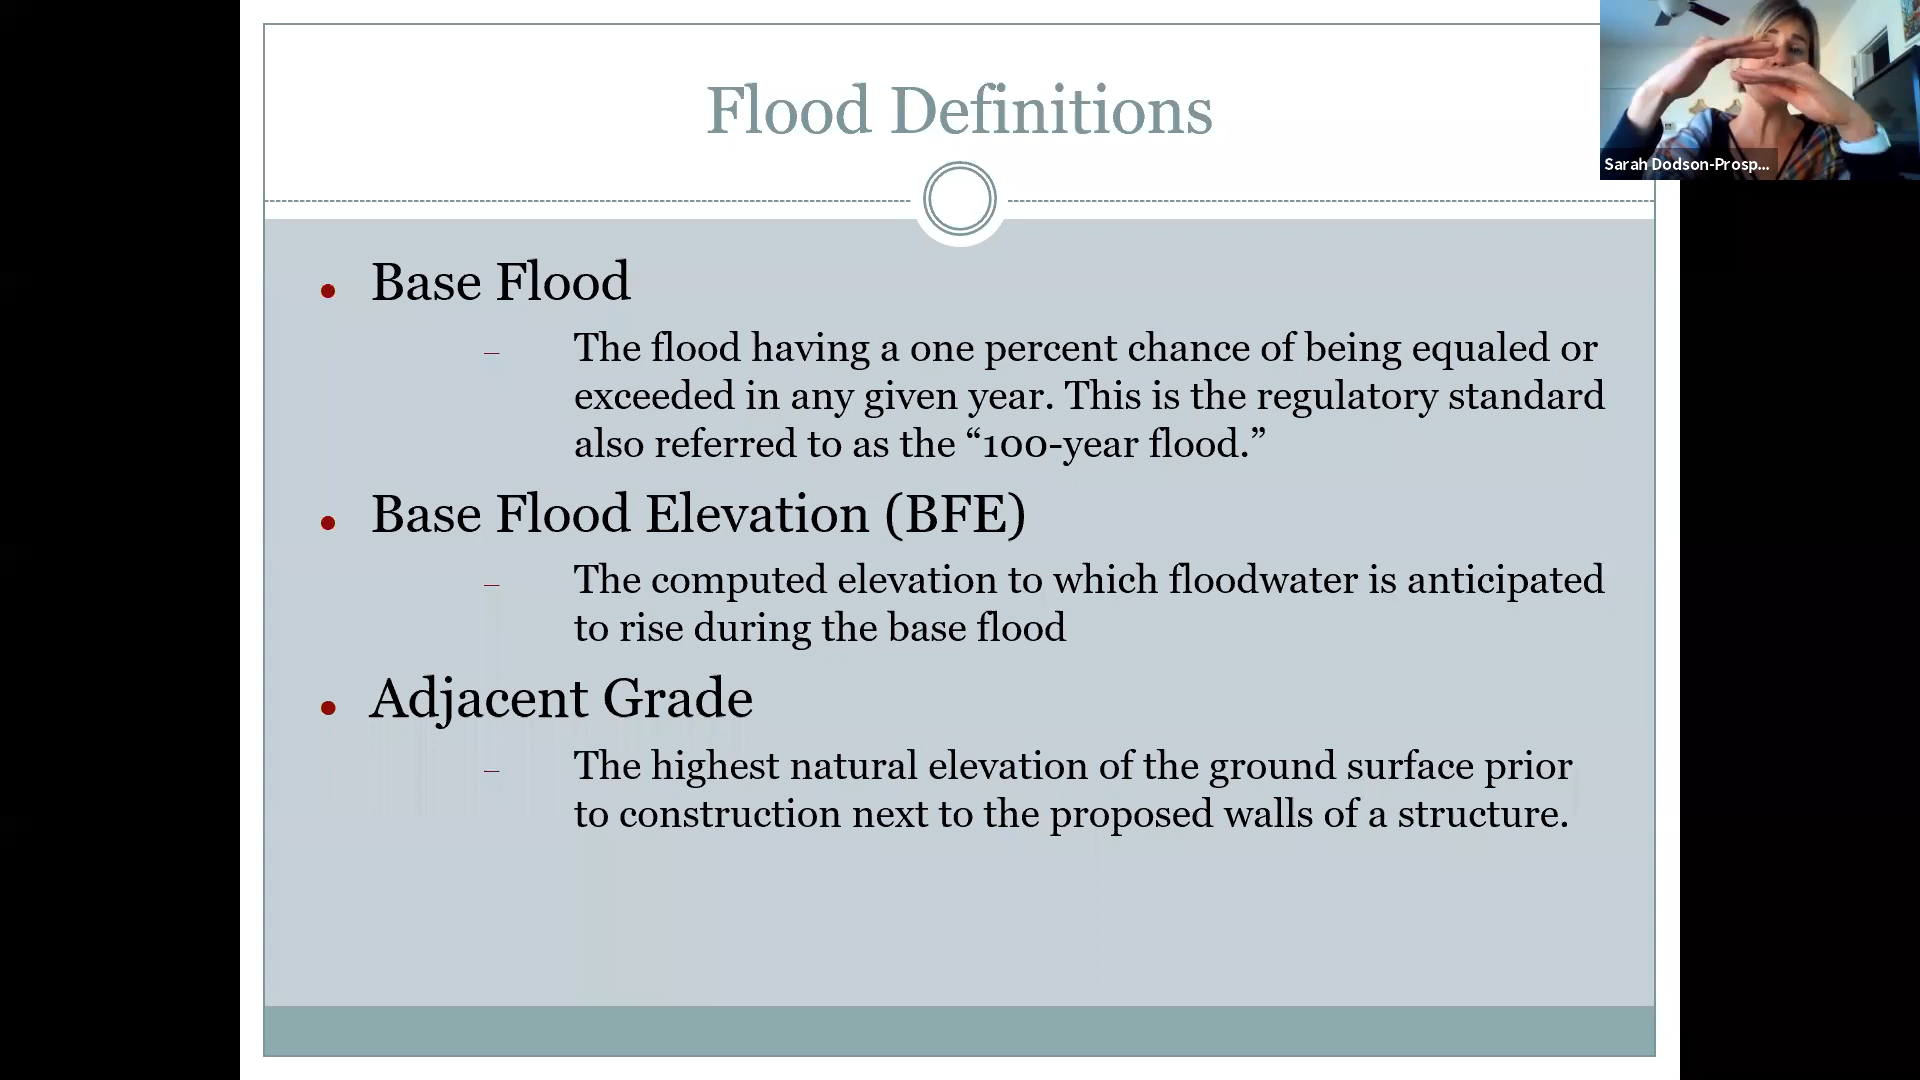 Flood Definitions
Sarah Dodson-Prosp...
• Base Flood
– The flood having a one percent chance of being equaled or
exceeded in any given year. This is the regulatory standard
also referred to as the “100-year flood.”
• Base Flood Elevation (BFE)
– The computed elevation to which floodwater is anticipated
to rise during the base flood
• Adjacent Grade
– The highest natural elevation of the ground surface prior
to construction next to the proposed walls of a structure.